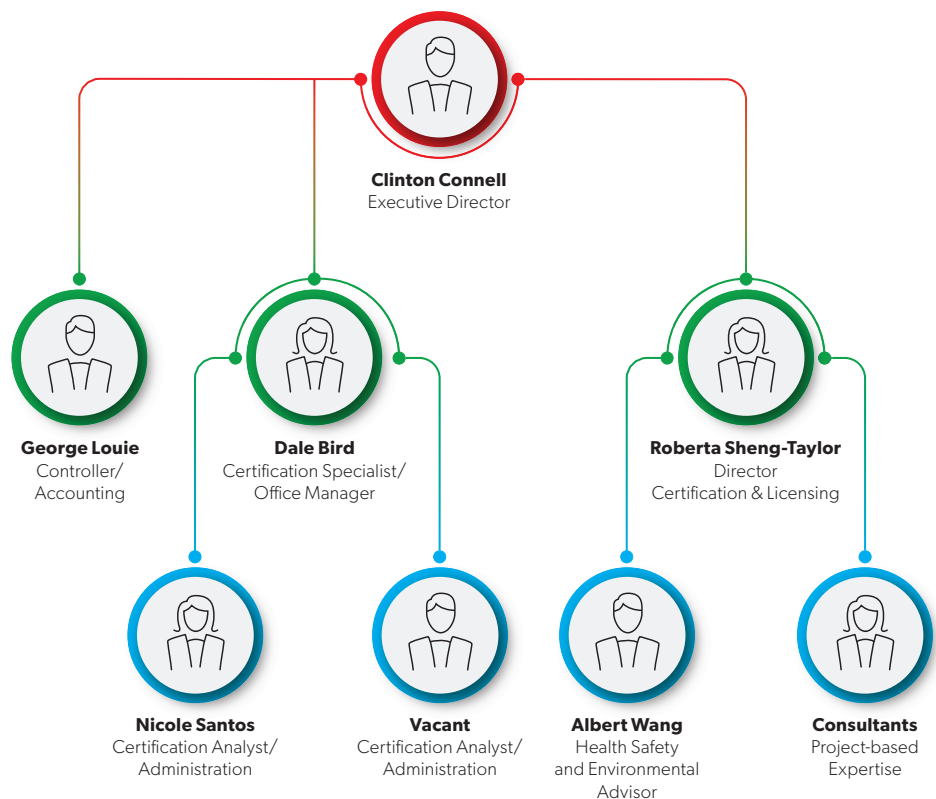 Clinton Connell
Executive Director
George Louie
Controller/
Accounting
Dale Bird
Certification Specialist/
Office Manager
Roberta Sheng-Taylor
Director
Certification & Licensing
Nicole Santos
Certification Analyst/
Administration
Vacant
Certification Analyst/
Administration
Albert Wang
Health Safety
and Environmental
Advisor
Consultants
Project-based
Expertise